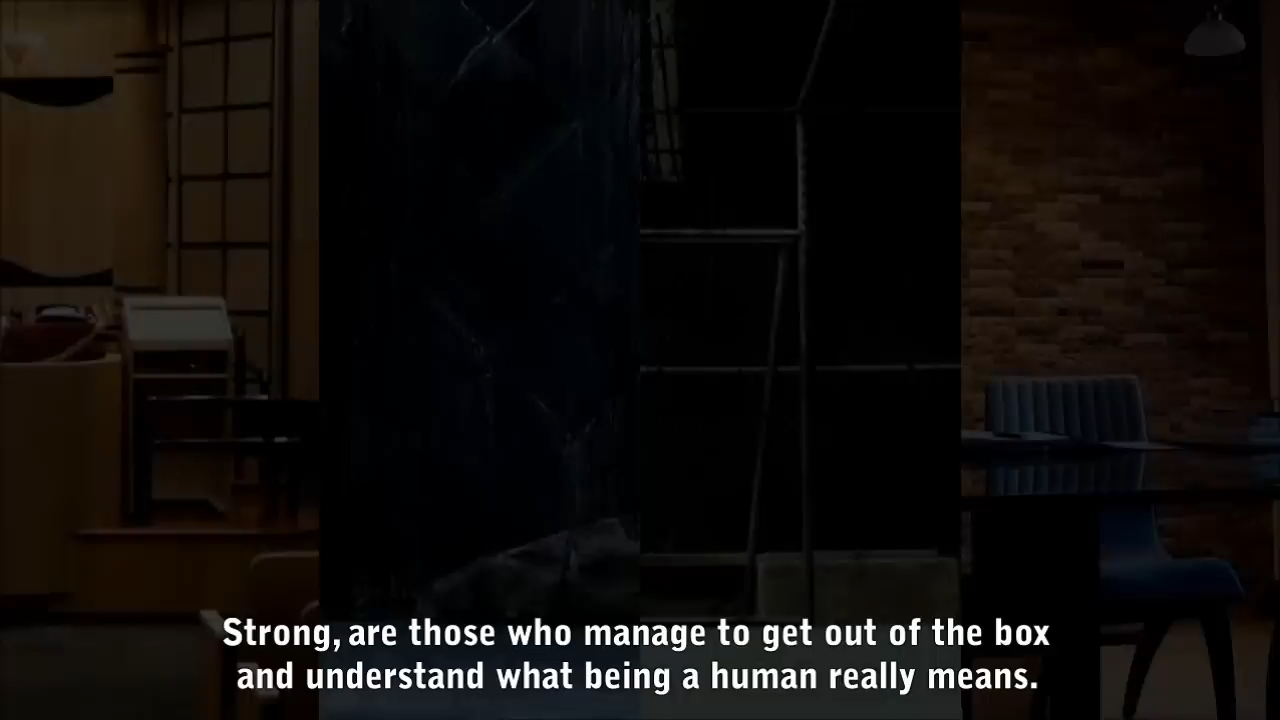 Strong, are those who manage to get out of the box
and understand what being a human really means.